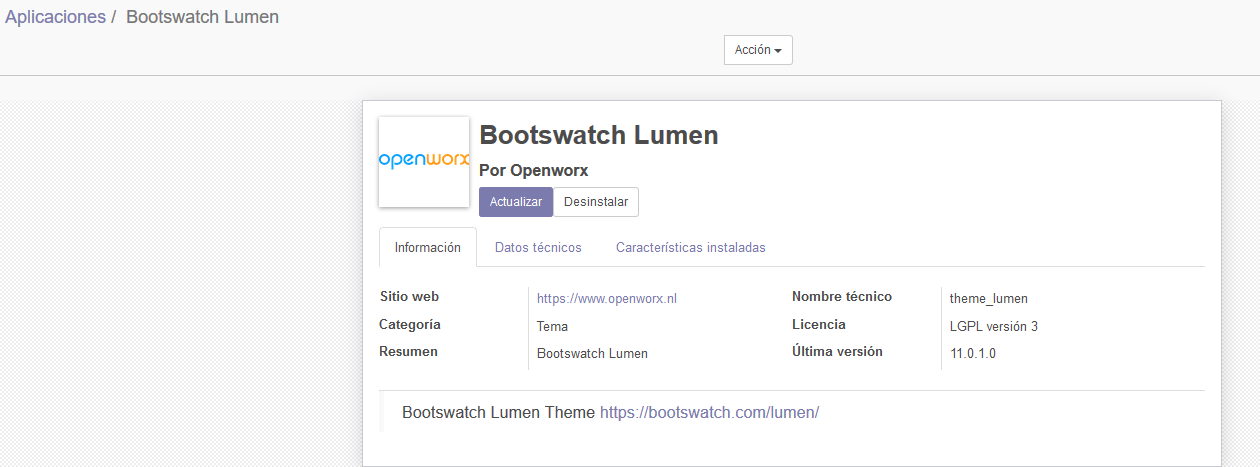 Aplicaciones / Bootswatch Lumen
Acción
openworx
Bootswatch Lumen
Por Openworx
Actualizar Desinstalar
Información Datos técnicos Características instaladas
Sitio web https://www.openworx.nl Nombre técnico theme_lumen
Categoría Tema Licencia LGPL versión 3
Resumen Bootswatch Lumen Última versión 11.0.1.0
Bootswatch Lumen Theme https://bootswatch.com/lumen/